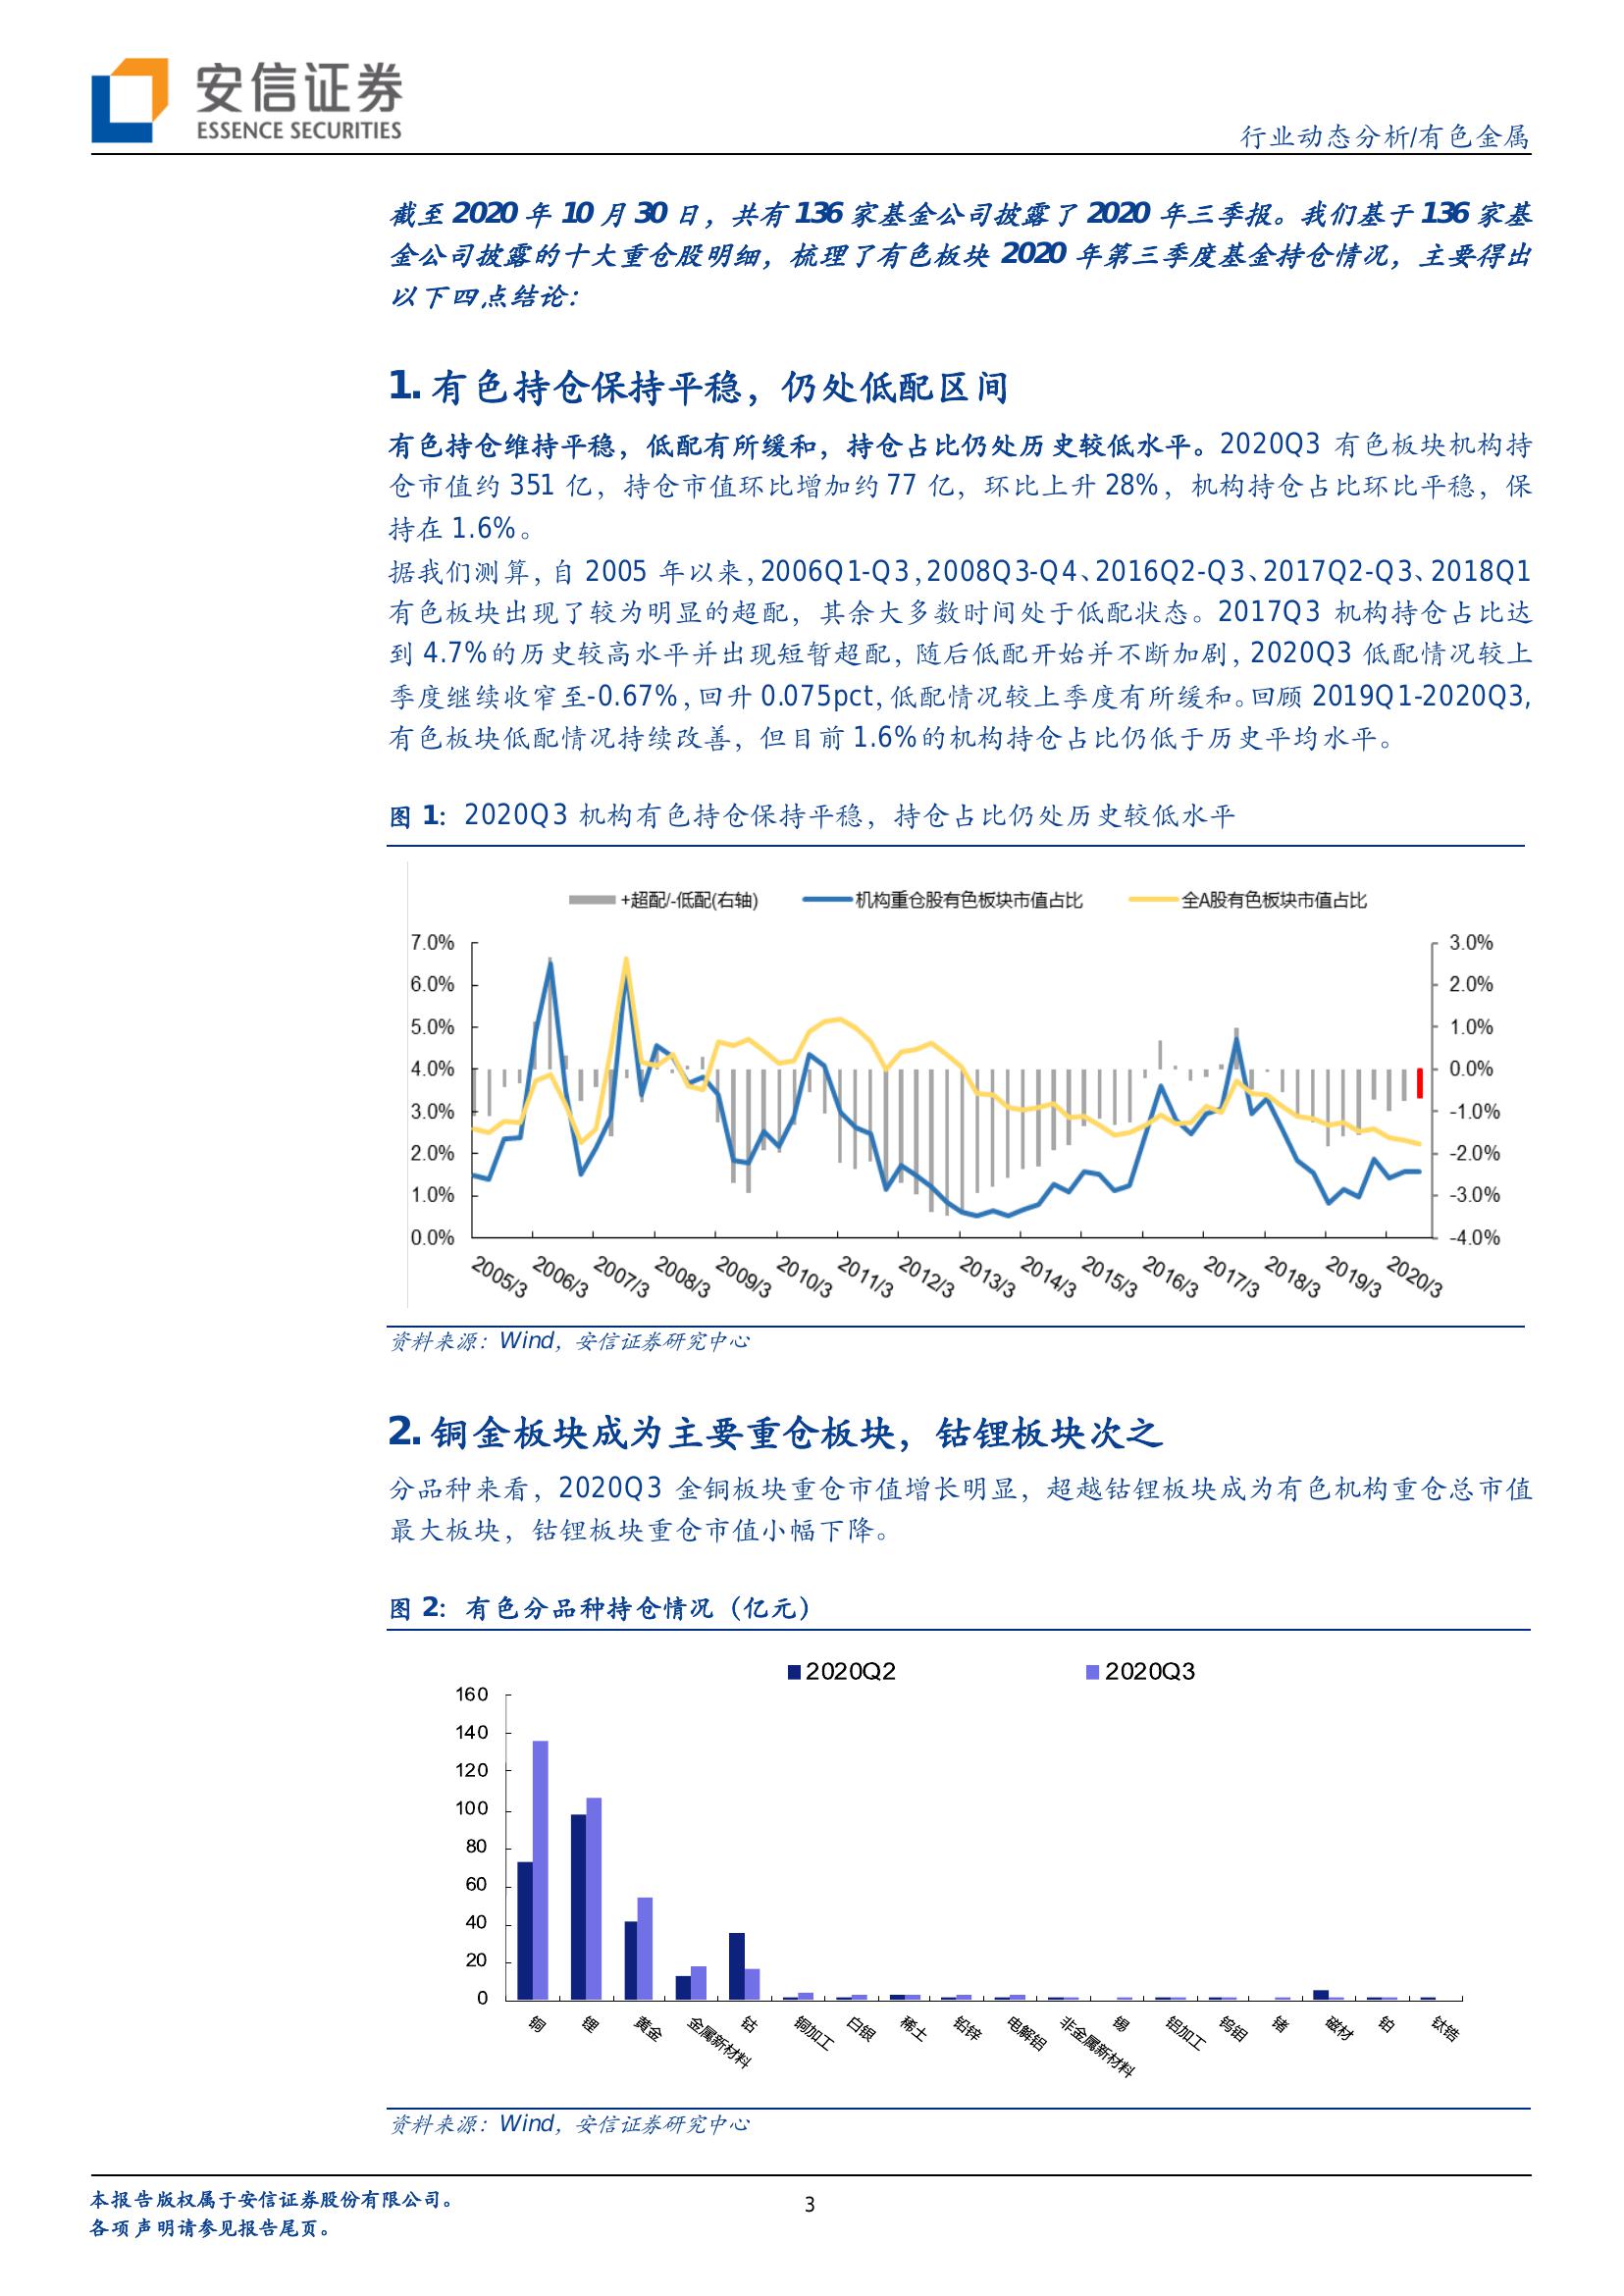 安信证券
ESSENCE SECURITIES
行业动态分析/有色金属
截至 2020 年 10 月 30 日，共有 136 家基金公司披露了 2020 年三季报。我们基于 136 家基
金公司披露的十大重仓股明细，梳理了有色板块 2020 年第三季度基金持仓情况，主要得出
以下四点结论：
1. 有色持仓保持平稳，仍处低配区间
有色持仓维持平稳，低配有所缓和，持仓占比仍处历史较低水平。2020Q3 有色板块机构持
仓市值约 351 亿，持仓市值环比增加约 77 亿，环比上升 28%，机构持仓占比环比平稳，保
持在 1.6%。
据我们测算，自 2005 年以来，2006Q1-Q3，2008Q3-Q4、2016Q2-Q3、2017Q2-Q3、2018Q1
有色板块出现了较为明显的超配，其余大多数时间处于低配状态。2017Q3 机构持仓占比达
到 4.7%的历史较高水平并出现短暂超配，随后低配开始并不断加剧，2020Q3 低配情况较上
季度继续收窄至-0.67%，回升 0.075pct，低配情况较上季度有所缓和。回顾 2019Q1-2020Q3，
有色板块低配情况持续改善，但目前 1.6%的机构持仓占比仍低于历史平均水平。
图 1：2020Q3 机构有色持仓保持平稳，持仓占比仍处历史较低水平
+超配/-低配(右轴) 机构重仓股有色板块市值占比 全A股有色板块市值占比
7.0% 3.0%
6.0% 2.0%
5.0% 1.0%
4.0% 0.0%
3.0% -1.0%
2.0% -2.0%
1.0% -3.0%
0.0% -4.0%
2005/3 2006/3 2007/3 2008/3 2009/3 2010/3 2011/3 2012/3 2013/3 2014/3 2015/3 2016/3 2017/3 2018/3 2019/3 2020/3
资料来源：Wind，安信证券研究中心
2. 铜金板块成为主要重仓板块，钴锂板块次之
分品种来看，2020Q3 金铜板块重仓市值增长明显，超越钴锂板块成为有色机构重仓总市值
最大板块，钴锂板块重仓市值小幅下降。
图 2：有色分品种持仓情况（亿元）
2020Q2 2020Q3
160
140
120
100
80
60
40
20
0
铜 锂 黄金 金属新材料 钴 铜加工 白银 稀土 铅锌 电解铝 非金属新材料 锡 铝加工 钨钼 锗 磁材 铂 钛锆
资料来源：Wind，安信证券研究中心
本报告版权属于安信证券股份有限公司。
3
各项声明请参见报告尾页。